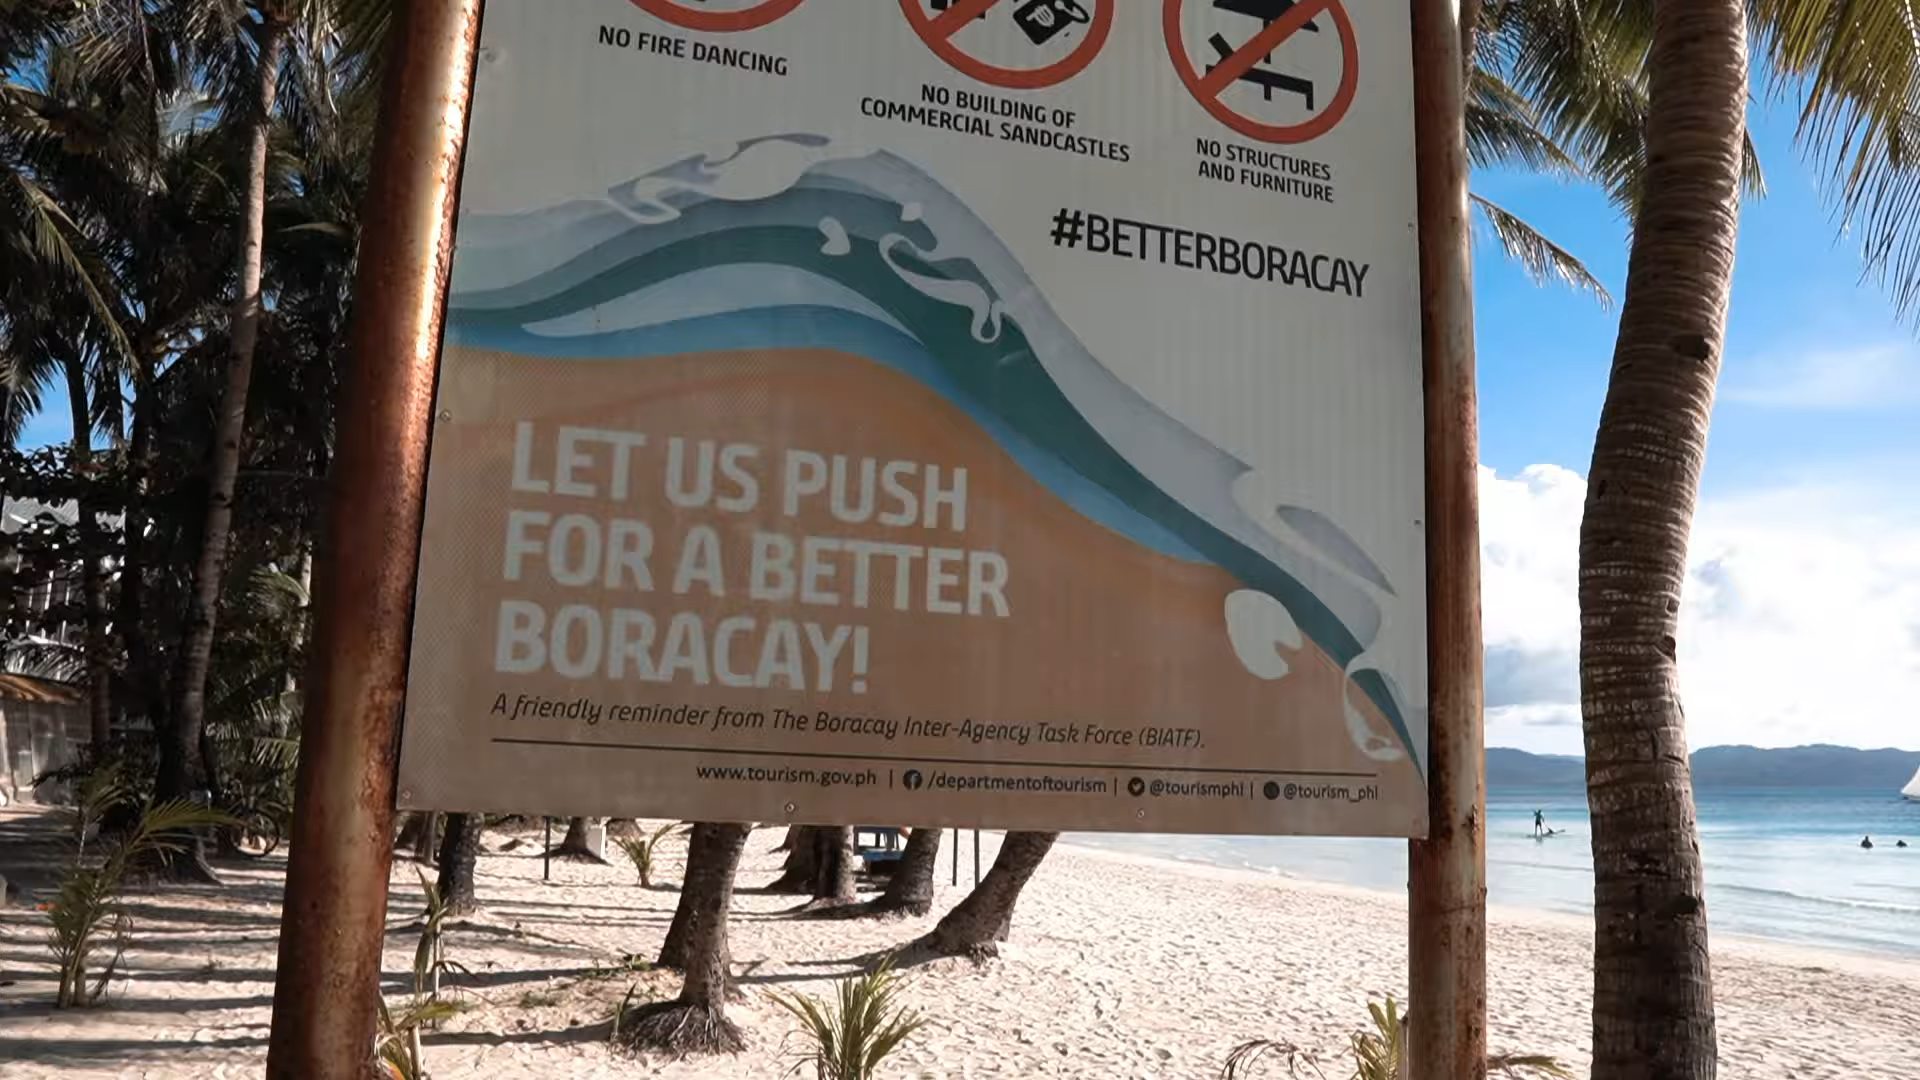 NO FIRE DANCING
NO BUILDING OF
COMMERCIAL SANDCASTLES
NO STRUCTURES
AND FURNITURE
#BETTERBORACAY
LET US PUSH
FOR A BETTER
BORACAY!
A friendly reminder from The Boracay Inter-Agency Task Force (BIATF).
www.tourism.gov.ph | /departmentoftourism | @tourismphl | @tourism_phl